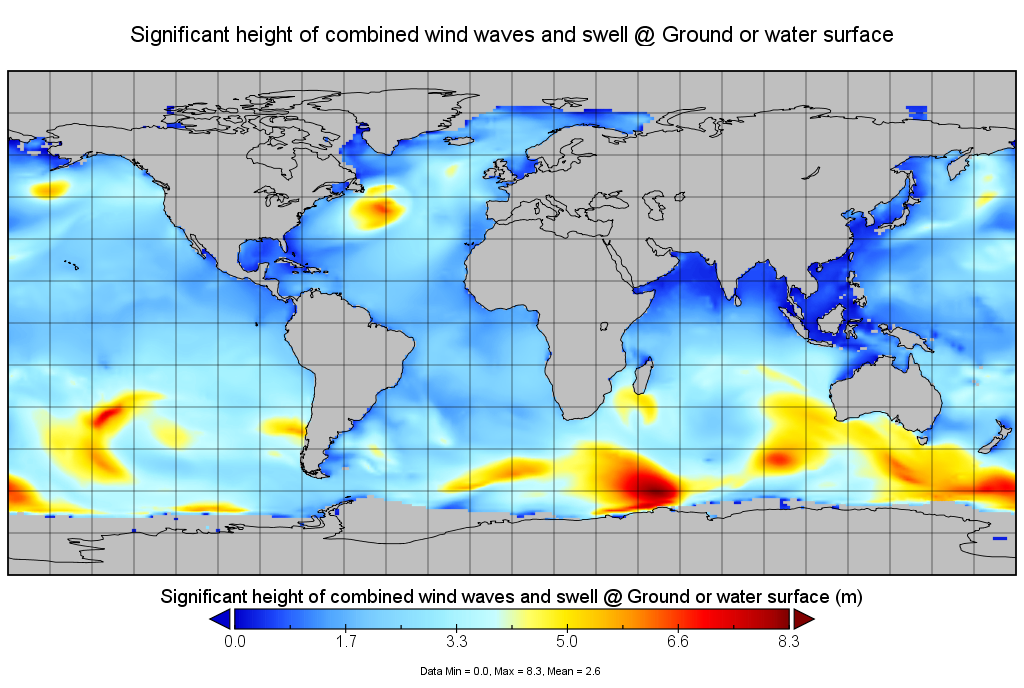 Significant height of combined wind waves and swell @ Ground or water surface
Significant height of combined wind waves and swell @ Ground or water surface (m)
0.0 1.7 3.3 5.0 6.6 8.3
Data Min = 0.0, Max = 8.3, Mean = 2.6